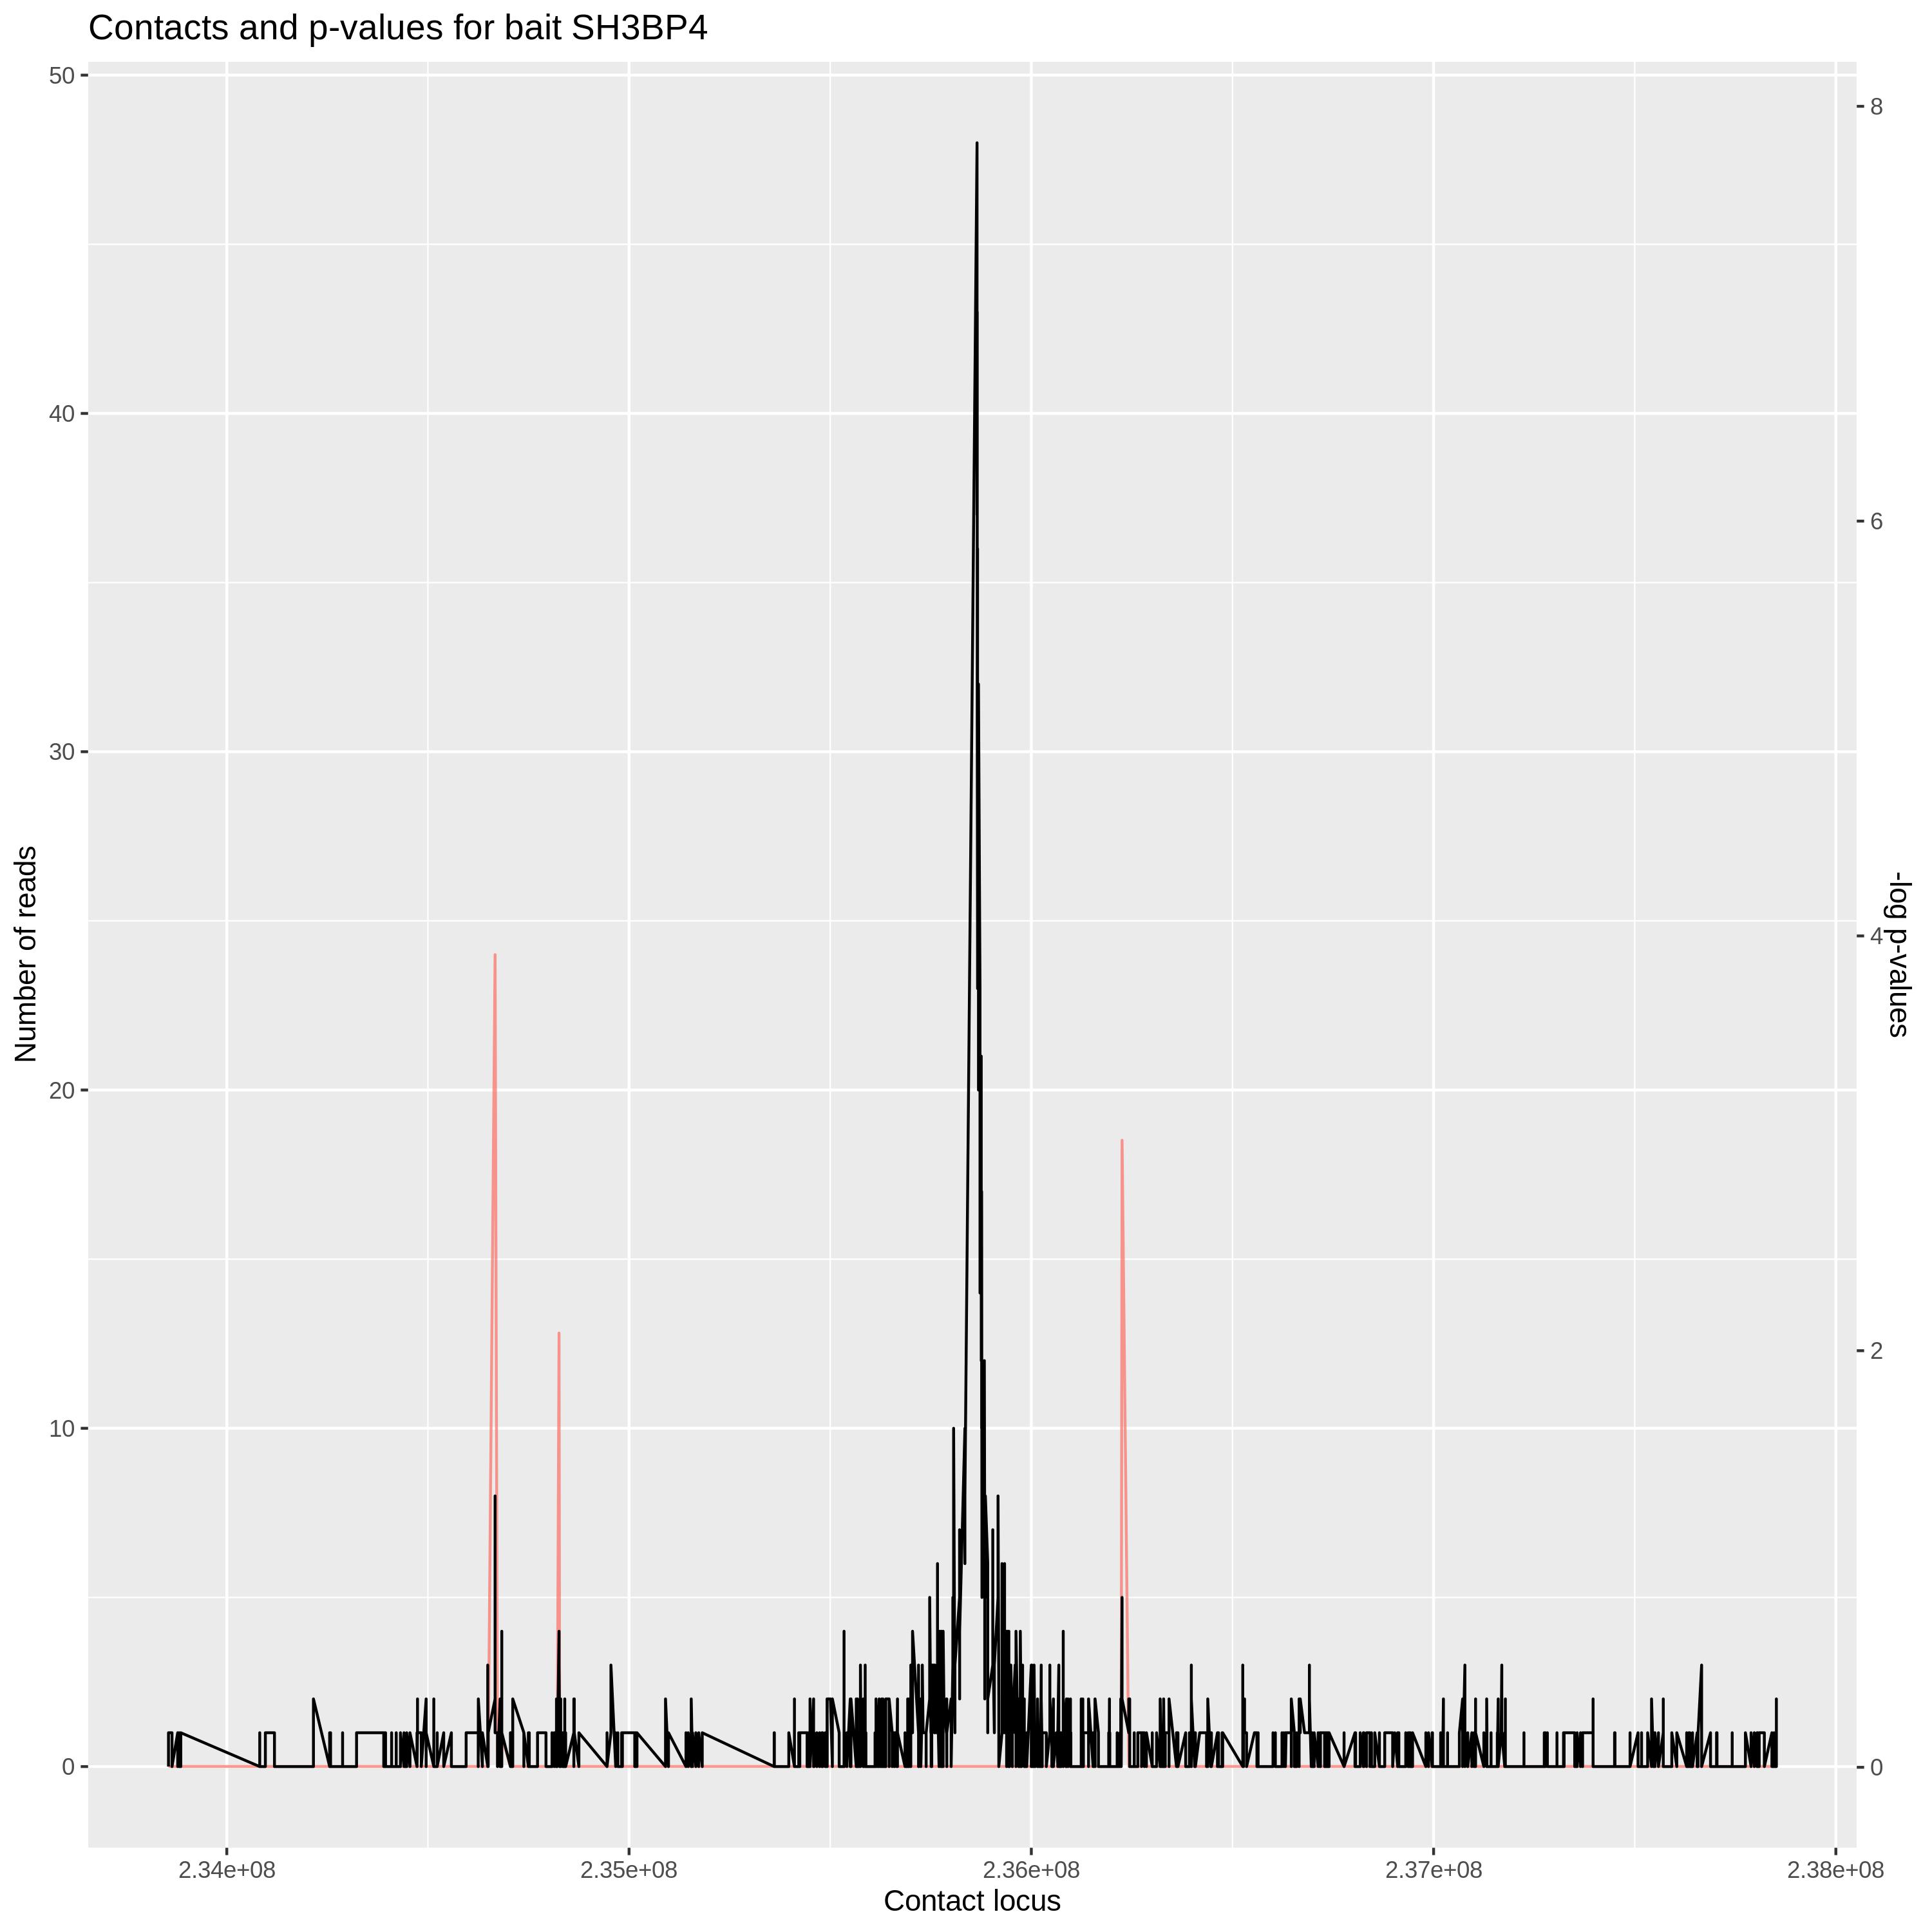 Contacts and p-values for bait SH3BP4
50
40
30
20
10
0
Number of reads
8
6
4
2
0
-log p-values
2.34e+08
2.35e+08
2.36e+08
2.37e+08
2.38e+08
Contact locus